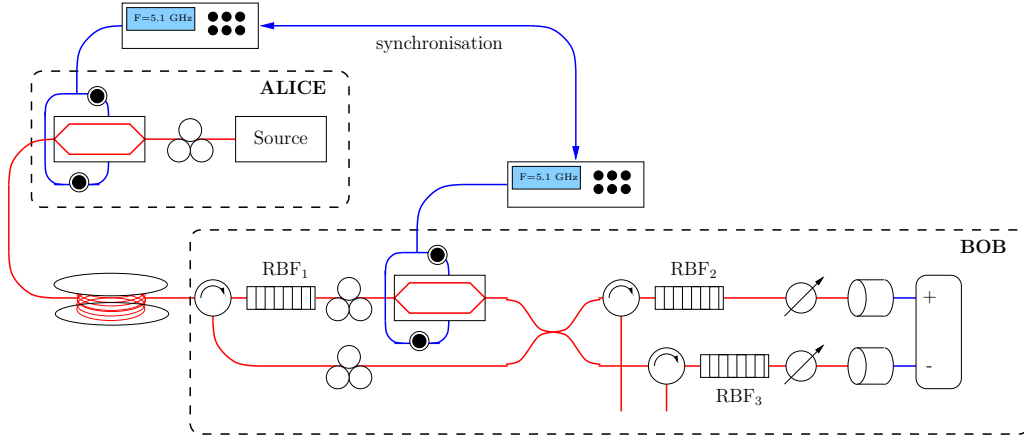 F=5.1 GHz
synchronisation
ALICE
Source
F=5.1 GHz
BOB
RBF₁
RBF₂
+
-
RBF₃